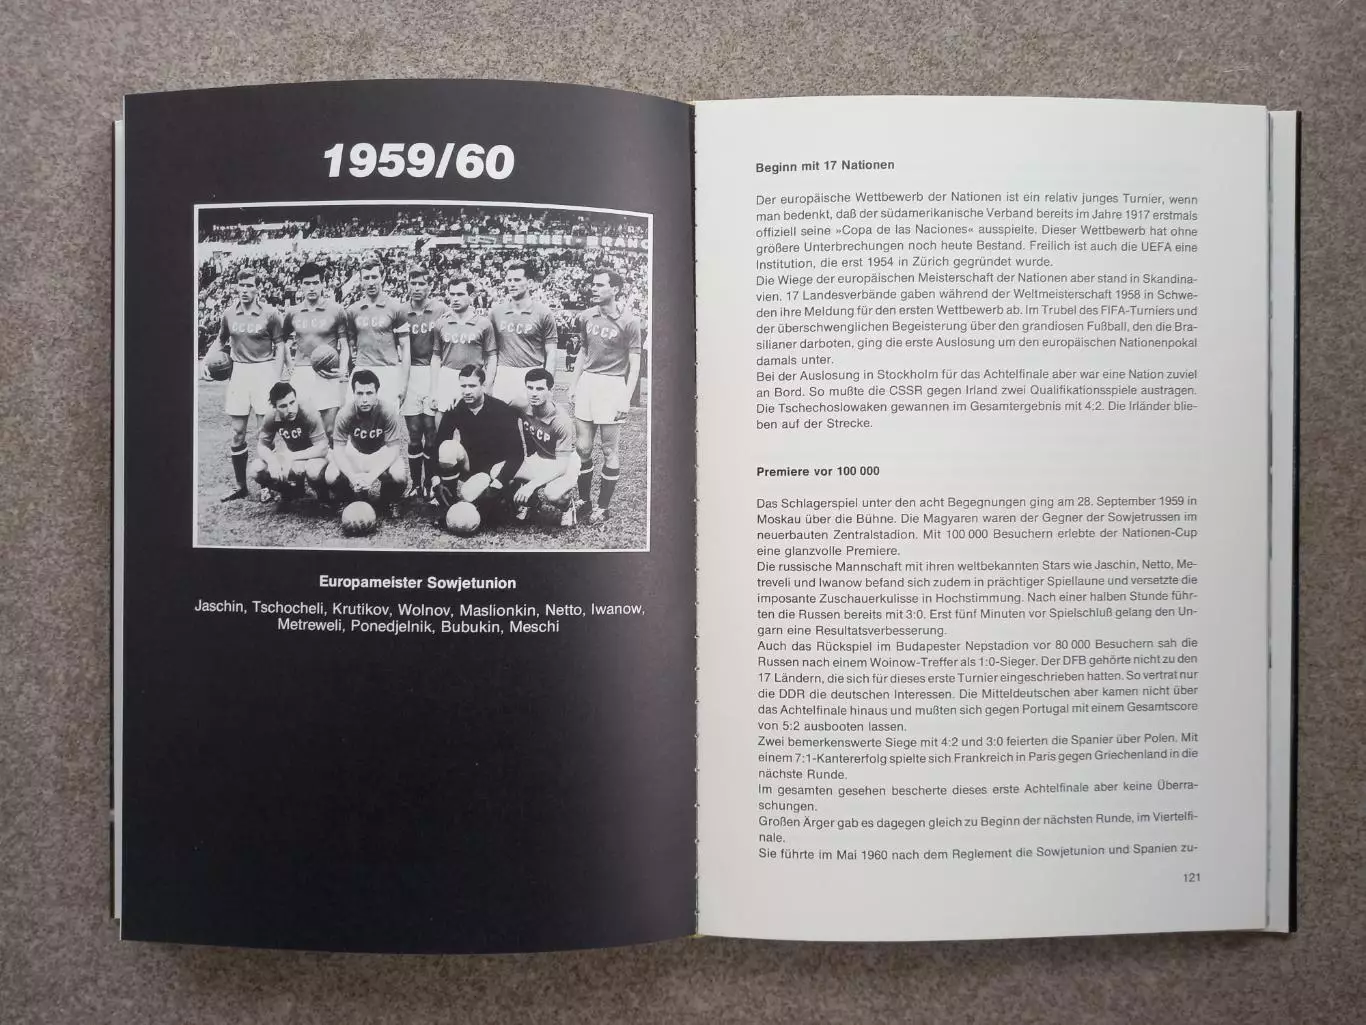 1959/60
FERNET-BRANC
CCCP
CCCP
CCCP
CCCP
CCCP
CCCP
CCCP
CCCP
CCCP
CCCP
Europameister Sowjetunion
Jaschin, Tschocheli, Krutikov, Wolnov, Maslionkin, Netto, Iwanow,
Metreweli, Ponedjelnik, Bubukin, Meschi
Beginn mit 17 Nationen
Der europäische Wettbewerb der Nationen ist ein relativ junges Turnier, wenn
man bedenkt, daß der südamerikanische Verband bereits im Jahre 1917 erstmals
offiziell seine »Copa de las Naciones« ausspielte. Dieser Wettbewerb hat ohne
größere Unterbrechungen noch heute Bestand. Freilich ist auch die UEFA eine
Institution, die erst 1954 in Zürich gegründet wurde.
Die Wiege der europäischen Meisterschaft der Nationen aber stand in Skandina-
vien. 17 Landesverbände gaben während der Weltmeisterschaft 1958 in Schwe-
den ihre Meldung für den ersten Wettbewerb ab. Im Trubel des FIFA-Turniers und
der überschwenglichen Begeisterung über den grandiosen Fußball, den die Bra-
silianer darboten, ging die erste Auslosung um den europäischen Nationenpokal
damals unter.
Bei der Auslosung in Stockholm für das Achtelfinale aber war eine Nation zuviel
an Bord. So mußte die CSSR gegen Irland zwei Qualifikationsspiele austragen.
Die Tschechoslowaken gewannen im Gesamtergebnis mit 4:2. Die Irländer blie-
ben auf der Strecke.
Premiere vor 100 000
Das Schlagerspiel unter den acht Begegnungen ging am 28. September 1959 in
Moskau über die Bühne. Die Magyaren waren der Gegner der Sowjetrussen im
neuerbauten Zentralstadion. Mit 100 000 Besuchern erlebte der Nationen-Cup
eine glanzvolle Premiere.
Die russische Mannschaft mit ihren weltbekannten Stars wie Jaschin, Netto, Me-
treveli und Iwanow befand sich zudem in prächtiger Spiellaune und versetzte die
imposante Zuschauerkulisse in Hochstimmung. Nach einer halben Stunde führ-
ten die Russen bereits mit 3:0. Erst fünf Minuten vor Spielschluß gelang den Un-
garn eine Resultatsverbesserung.
Auch das Rückspiel im Budapester Nepstadion vor 80 000 Besuchern sah die
Russen nach einem Woinow-Treffer als 1:0-Sieger. Der DFB gehörte nicht zu den
17 Ländern, die sich für dieses erste Turnier eingeschrieben hatten. So vertrat nur
die DDR die deutschen Interessen. Die Mitteldeutschen aber kamen nicht über
das Achtelfinale hinaus und mußten sich gegen Portugal mit einem Gesamtscore
von 5:2 ausbooten lassen.
Zwei bemerkenswerte Siege mit 4:2 und 3:0 feierten die Spanier über Polen. Mit
einem 7:1-Kantererfolg spielte sich Frankreich in Paris gegen Griechenland in die
nächste Runde.
Im gesamten gesehen bescherte dieses erste Achtelfinale aber keine Überra-
schungen.
Großen Ärger gab es dagegen gleich zu Beginn der nächsten Runde, im Viertelfi-
nale.
Sie führte im Mai 1960 nach dem Reglement die Sowjetunion und Spanien zu-
121